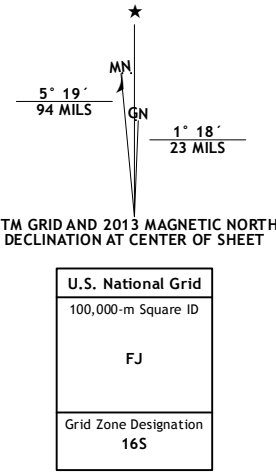 ★
MN
GN
5° 19´
94 MILS
1° 18´
23 MILS
TM GRID AND 2013 MAGNETIC NORTH
DECLINATION AT CENTER OF SHEET
U.S. National Grid
100,000-m Square ID
FJ
Grid Zone Designation
16S